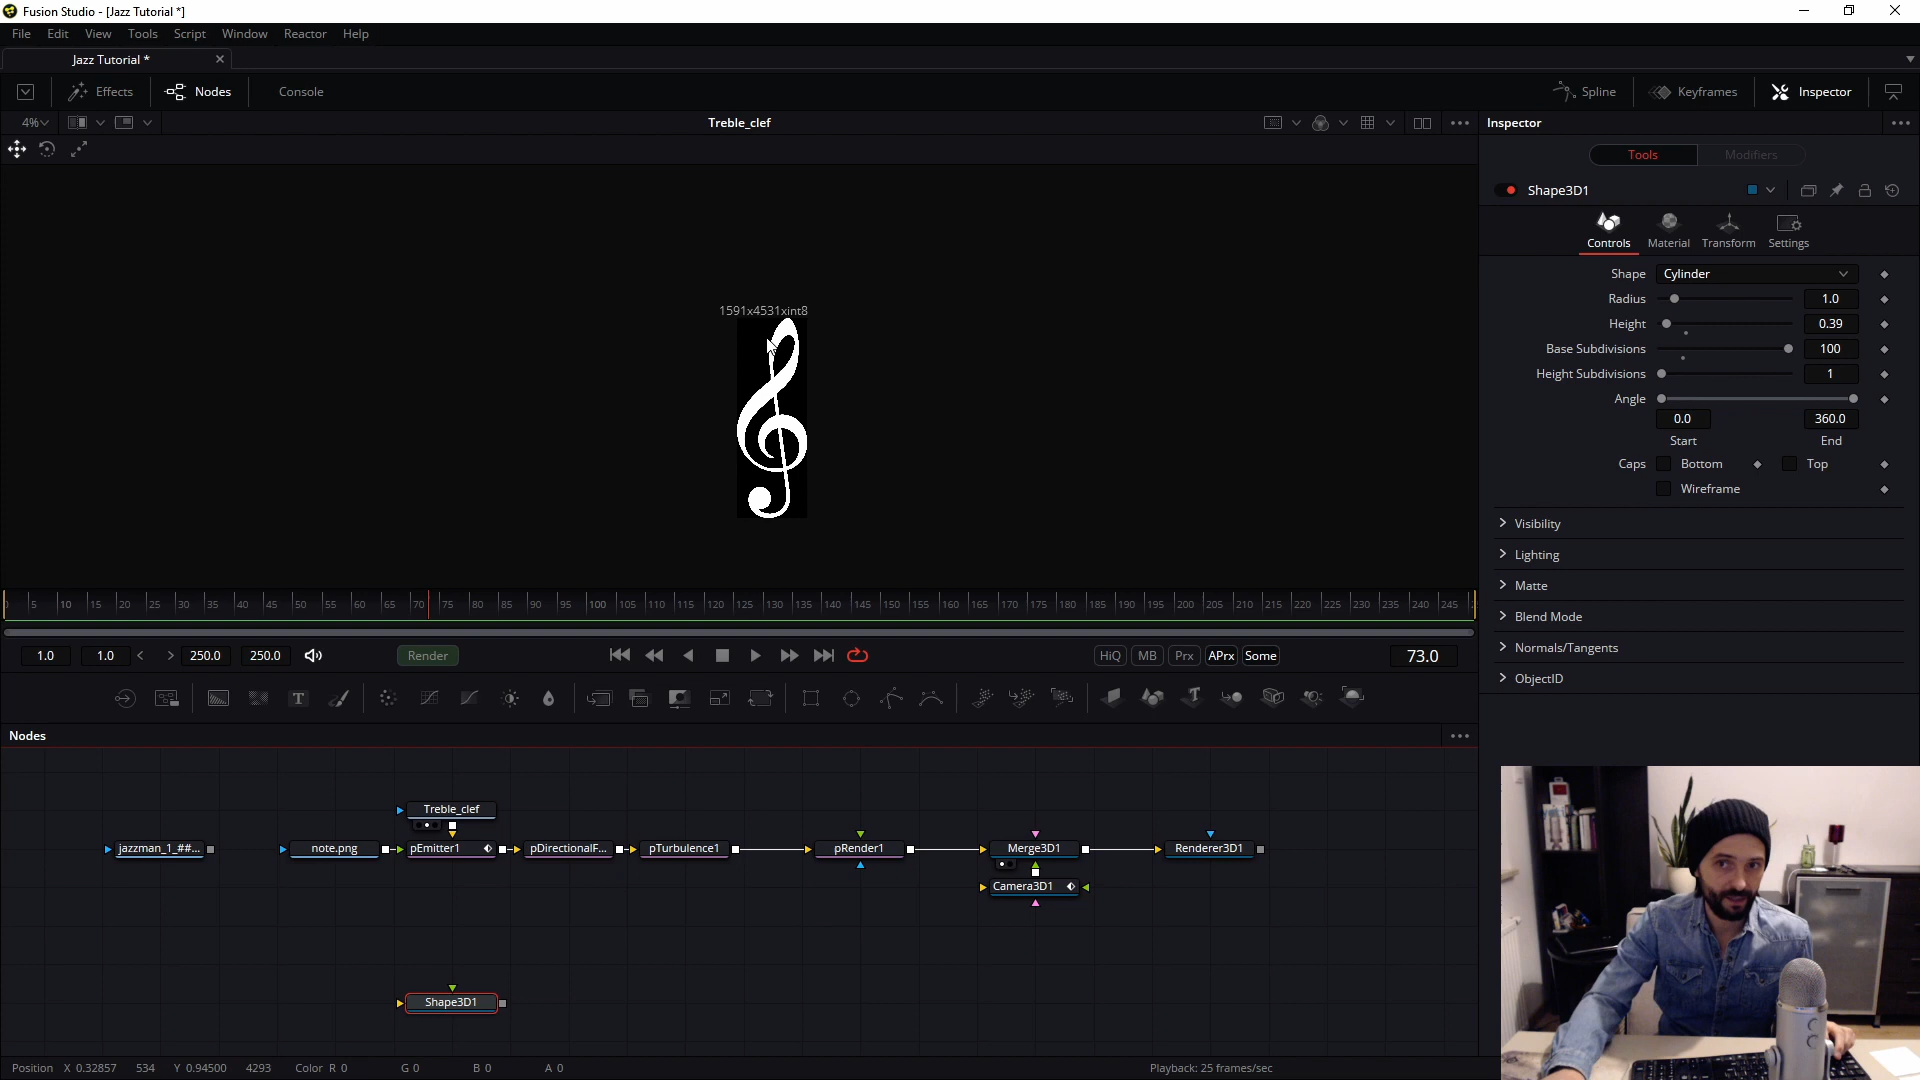 Fusion Studio - [Jazz Tutorial *]
File Edit View Tools Script Window Reactor Help
Jazz Tutorial *
Effects Nodes Console Spline Keyframes Inspector
4% Treble_clef Inspector
Tools Modifiers
Shape3D1
Controls Material Transform Settings
Shape Cylinder
Radius 1.0
Height 0.39
Base Subdivisions 100
Height Subdivisions 1
Angle
0.0 360.0
Start End
Caps Bottom Top
Wireframe
Visibility
Lighting
Matte
Blend Mode
Normals/Tangents
ObjectID
1591x4531xint8
5 10 15 20 25 30 35 40 45 50 55 60 65 70 75 80 85 90 95 100 105 110 115 120 125 130 135 140 145 150 155 160 165 170 175 180 185 190 195 200 205 210 215 220 225 230 235 240 245
1.0 1.0 250.0 250.0 Render HiQ MB Prx APrx Some 73.0
Nodes
Treble_clef
jazzman_1_##... note.png pEmitter1 pDirectionalF... pTurbulence1 pRender1 Merge3D1 Renderer3D1
Camera3D1
Shape3D1
Position X 0.32857 534 Y 0.94500 4293 Color R 0 G 0 B 0 A 0 Playback: 25 frames/sec